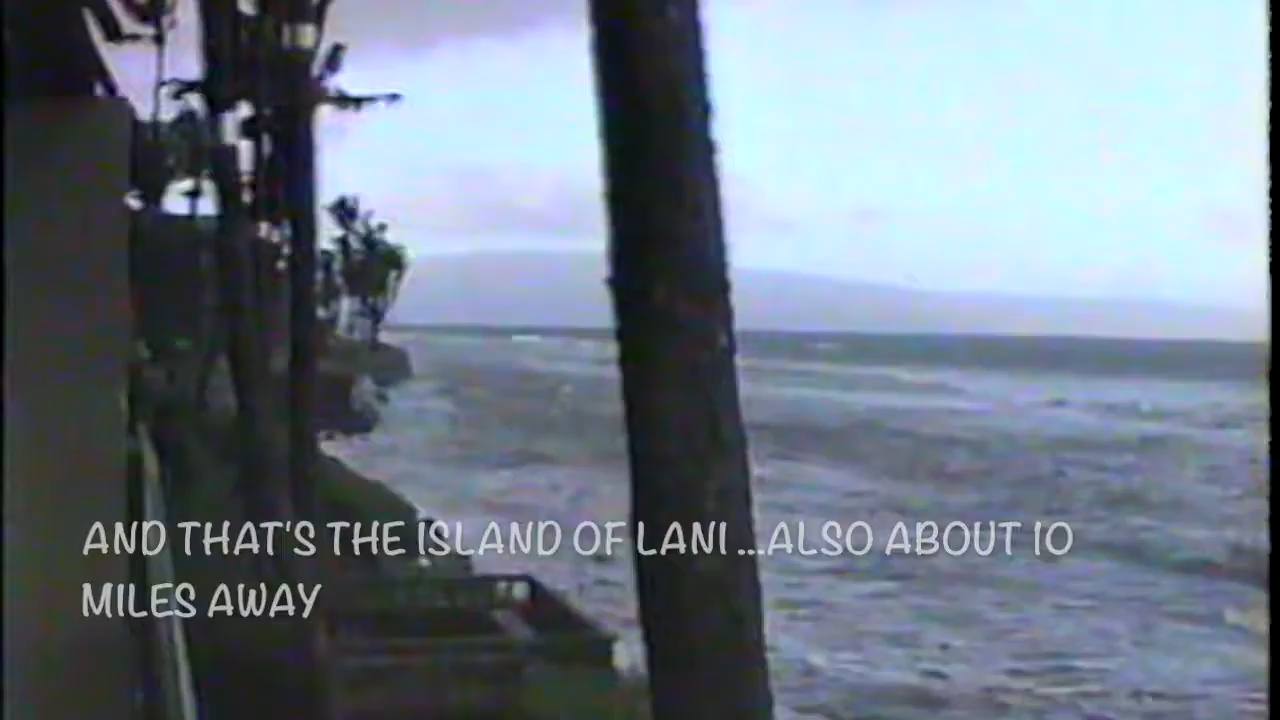 AND THAT'S THE ISLAND OF LANI ...ALSO ABOUT 10
MILES AWAY